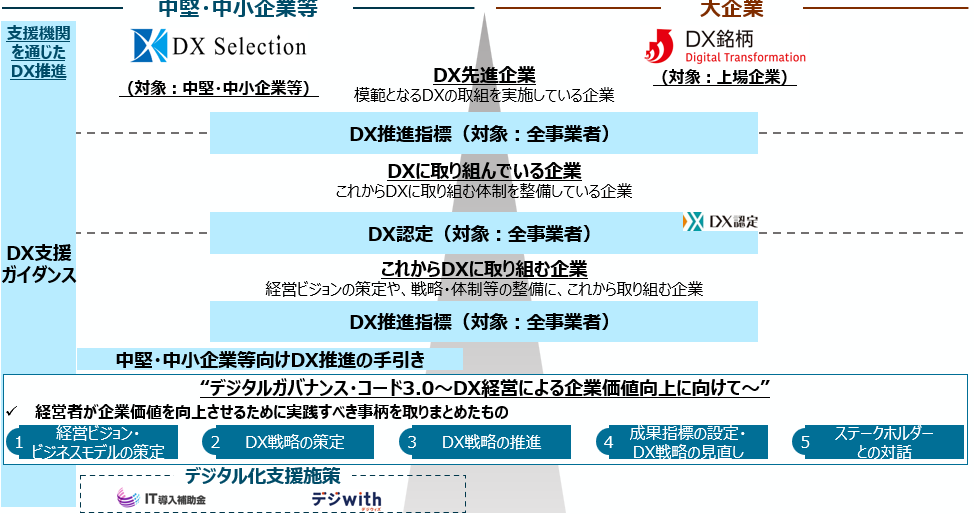 中堅・中小企業等
大企業
支援機関
を通じた
DX推進
DX Selection
(対象：中堅・中小企業等)
DX銘柄
Digital Transformation
(対象：上場企業)
DX先進企業
模範となるDXの取組を実施している企業
DX推進指標（対象：全事業者）
DXに取り組んでいる企業
これからDXに取り組む体制を整備している企業
DX認定
DX認定（対象：全事業者）
DX支援
ガイダンス
これからDXに取り組む企業
経営ビジョンの策定や、戦略・体制等の整備に、これから取り組む企業
DX推進指標（対象：全事業者）
中堅・中小企業等向けDX推進の手引き
“デジタルガバナンス・コード3.0～DX経営による企業価値向上に向けて～”
✓ 経営者が企業価値を向上させるために実践すべき事柄を取りまとめたもの
1 経営ビジョン・
ビジネスモデルの策定
2 DX戦略の策定
3 DX戦略の推進
4 成果指標の設定・
DX戦略の見直し
5 ステークホルダー
との対話
デジタル化支援施策
IT導入補助金
デジwith
デジウィズ